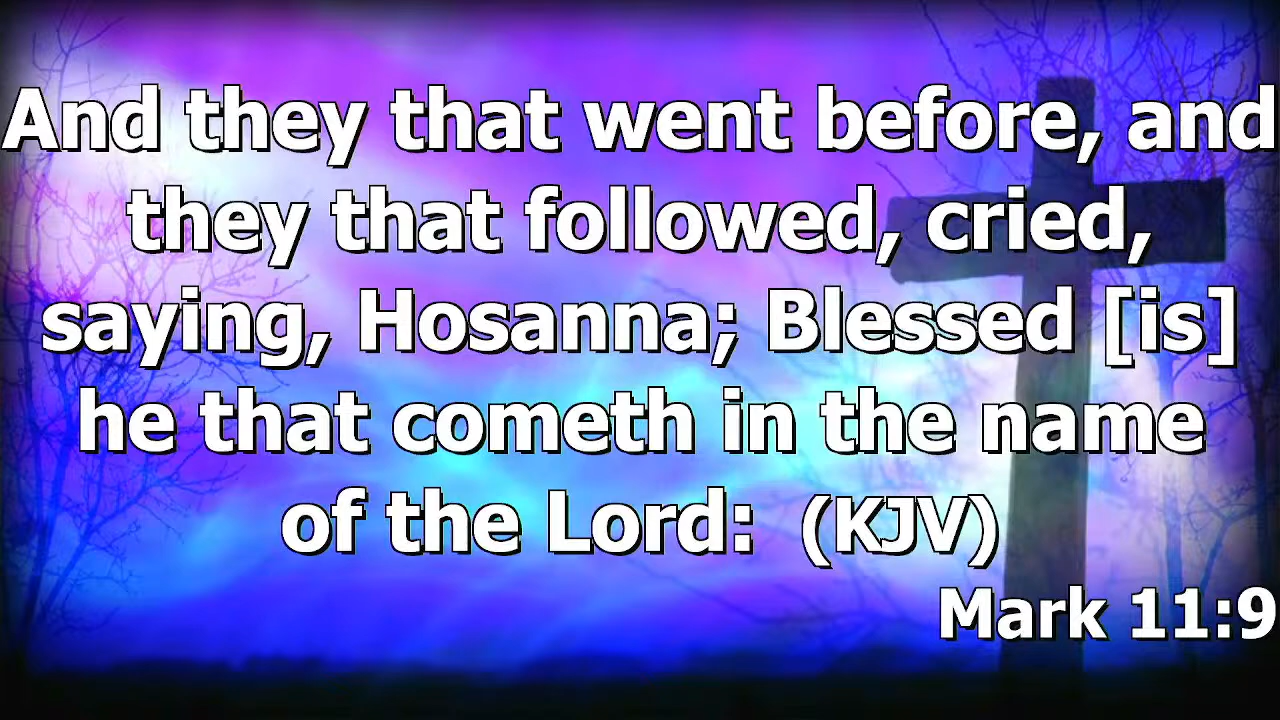 And they that went before, and
they that followed, cried,
saying, Hosanna; Blessed [is]
he that cometh in the name
of the Lord: (KJV)
Mark 11:9